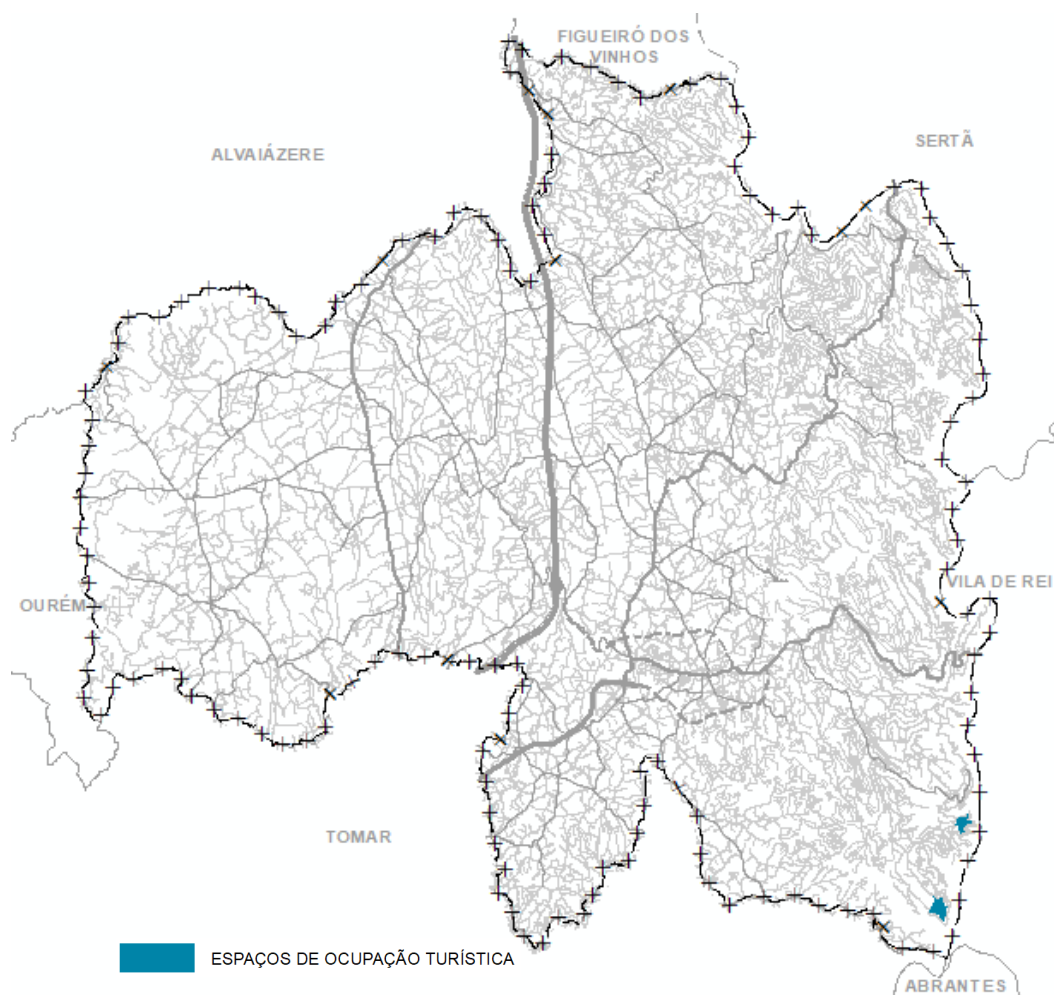 FIGUEIRÓ DOS
VINHOS
SERTÃ
ALVAIÁZERE
VILA DE REI
OURÉM
TOMAR
ESPAÇOS DE OCUPAÇÃO TURÍSTICA
ABRANTES